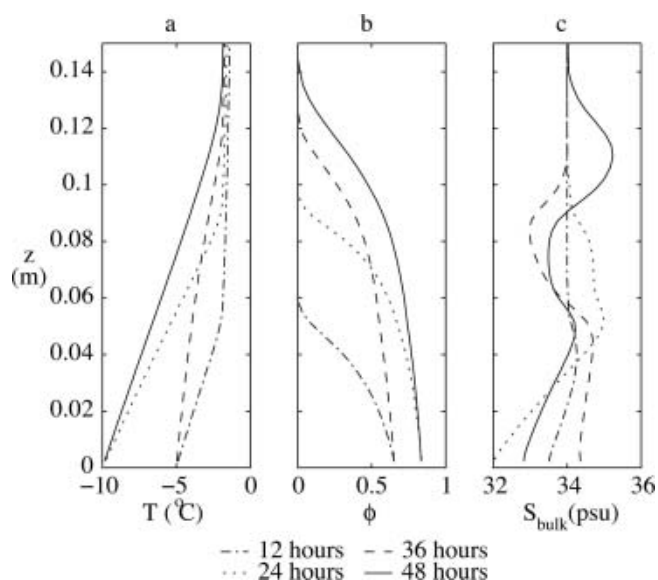 a b c
0.14
0.12
0.1
0.08
z
(m)
0.06
0.04
0.02
0
−10 −5 0 0 0.5 1 32 34 36
T (°C) ϕ S_bulk(psu)
12 hours 36 hours
24 hours 48 hours